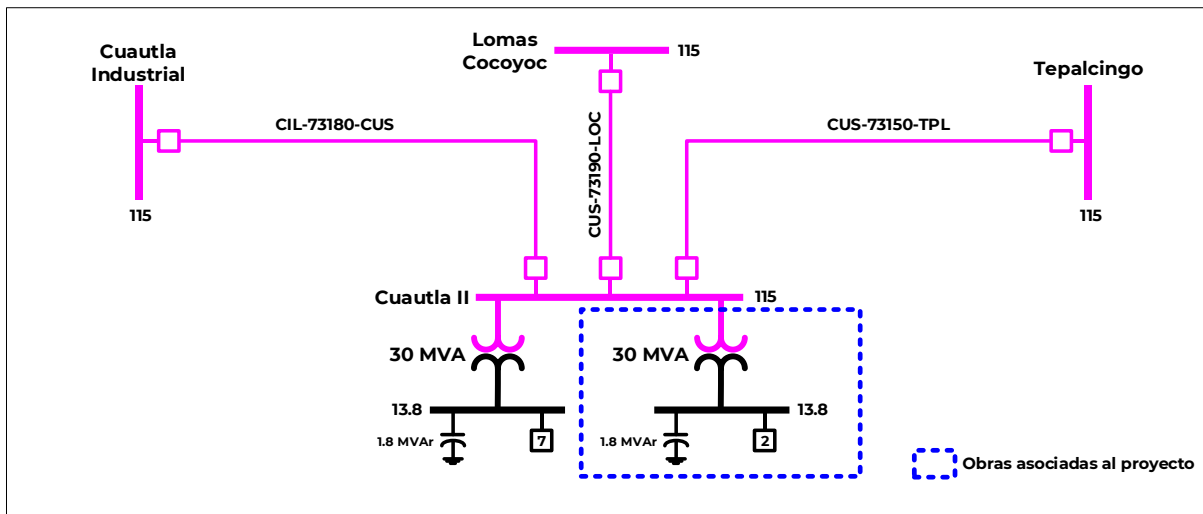 Cuautla
Industrial
Lomas
Cocoyoc
115
Tepalcingo
CIL-73180-CUS
CUS-73190-LOC
CUS-73150-TPL
115
115
Cuautla II
115
30 MVA
30 MVA
13.8
13.8
1.8 MVAr
7
1.8 MVAr
2
Obras asociadas al proyecto